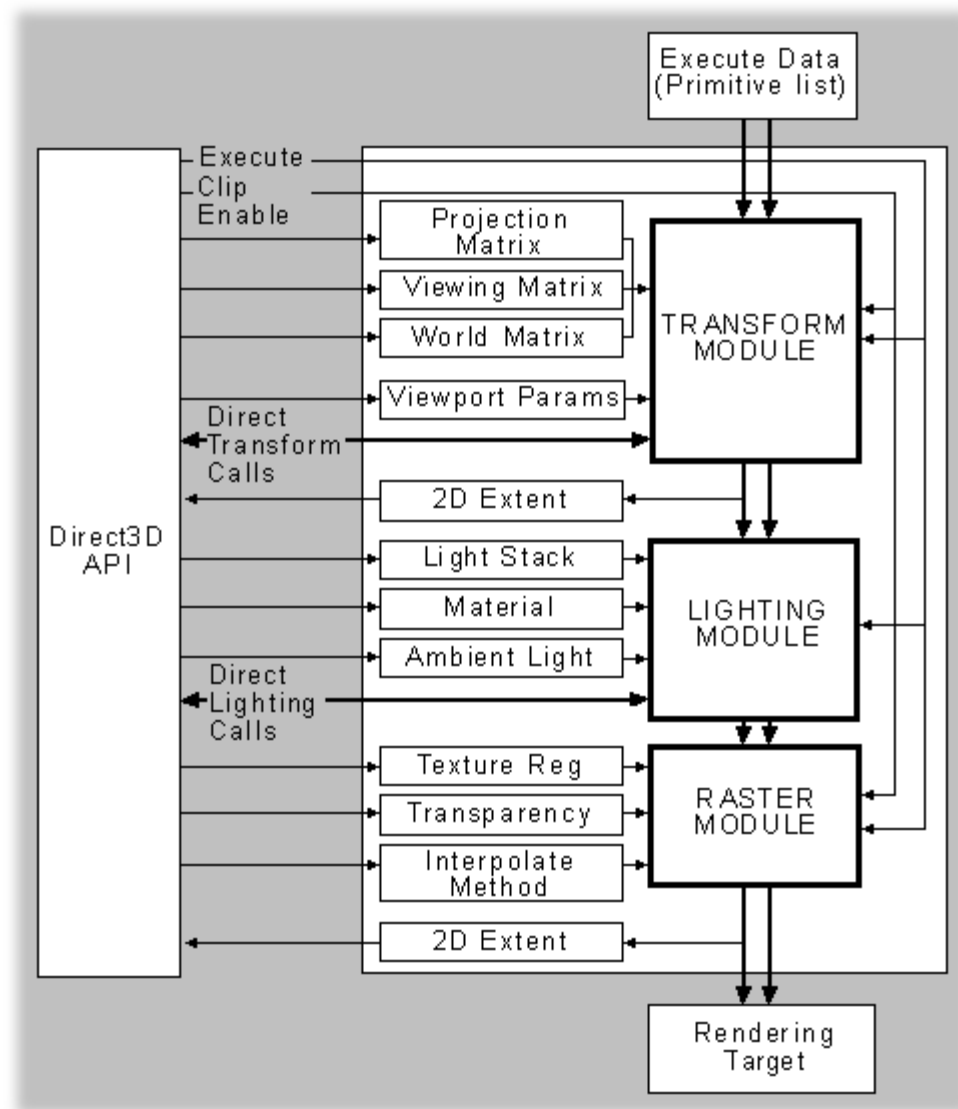 Execute Data
(Primitive list)
Execute
Clip
Enable
Projection
Matrix
Viewing Matrix
World Matrix
TRANSFORM
MODULE
Viewport Params
Direct
Transform
Calls
2D Extent
Direct3D
API
Light Stack
Material
Ambient Light
LIGHTING
MODULE
Direct
Lighting
Calls
Texture Reg
Transparency
Interpolate
Method
RASTER
MODULE
2D Extent
Rendering
Target